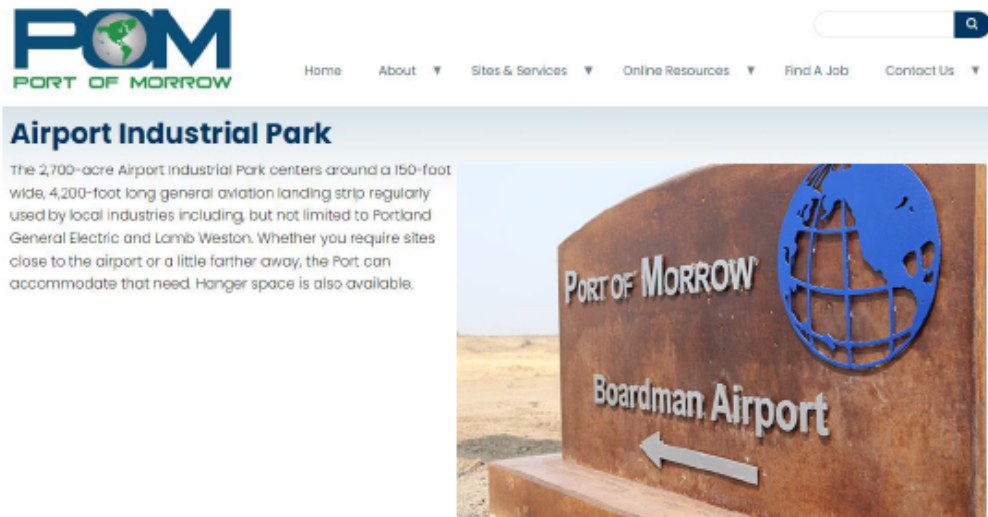 POM
PORT OF MORROW
Home About ▼ Sites & Services ▼ Online Resources ▼ Find A Job Contact Us ▼
Airport Industrial Park
The 2,700-acre Airport Industrial Park centers around a 150-foot
wide, 4,200-foot long general aviation landing strip regularly
used by local industries including, but not limited to Portland
General Electric and Lamb Weston. Whether you require sites
close to the airport or a little farther away, the Port can
accommodate that need. Hanger space is also available.
PORT OF MORROW
Boardman Airport